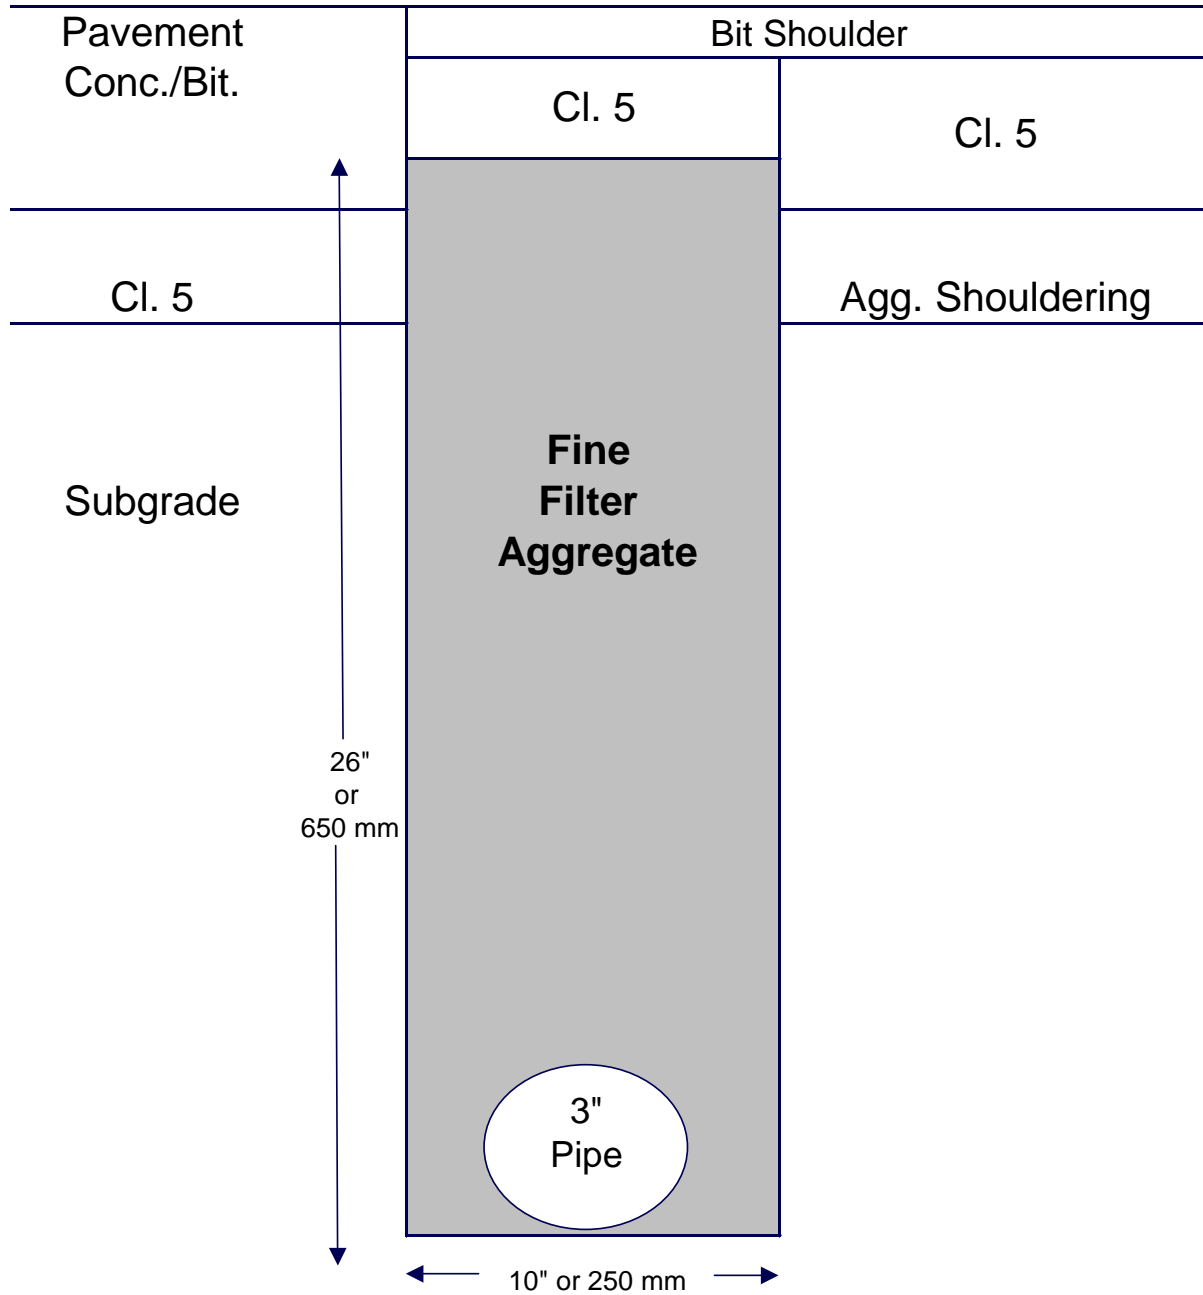 Pavement
Conc./Bit.
Bit Shoulder
Cl. 5
Cl. 5
Cl. 5
Agg. Shouldering
Fine
Filter
Aggregate
Subgrade
26"
or
650 mm
3"
Pipe
10" or 250 mm